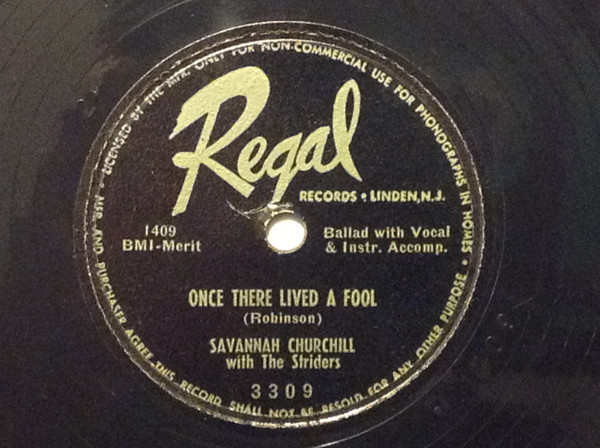 LICENSED BY THE MFR. ONLY FOR NON-COMMERCIAL USE FOR PHONOGRAPHS IN HOMES • MFR. AND PURCHASER AGREE THIS RECORD SHALL NOT BE RESOLD FOR ANY OTHER PURPOSE •
Regal
RECORDS • LINDEN, N.J.
1409
BMI-Merit
Ballad with Vocal
& Instr. Accomp.
ONCE THERE LIVED A FOOL
(Robinson)
SAVANNAH CHURCHILL
with The Striders
3309